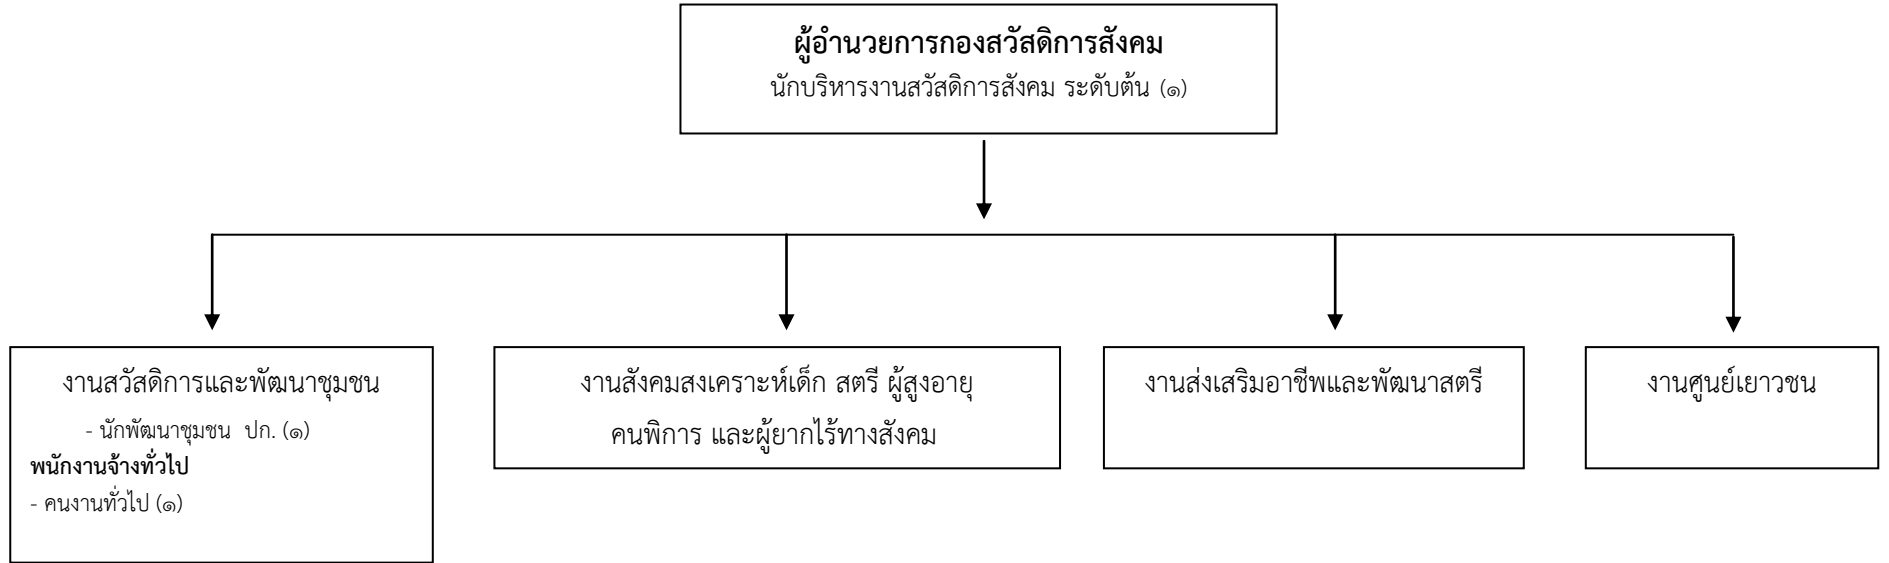 ผู้อำนวยการกองสวัสดิการสังคม
นักบริหารงานสวัสดิการสังคม ระดับต้น (๑)
งานสวัสดิการและพัฒนาชุมชน
- นักพัฒนาชุมชน ปก. (๑)
พนักงานจ้างทั่วไป
- คนงานทั่วไป (๑)
งานสังคมสงเคราะห์เด็ก สตรี ผู้สูงอายุ
คนพิการ และผู้ยากไร้ทางสังคม
งานส่งเสริมอาชีพและพัฒนาสตรี
งานศูนย์เยาวชน